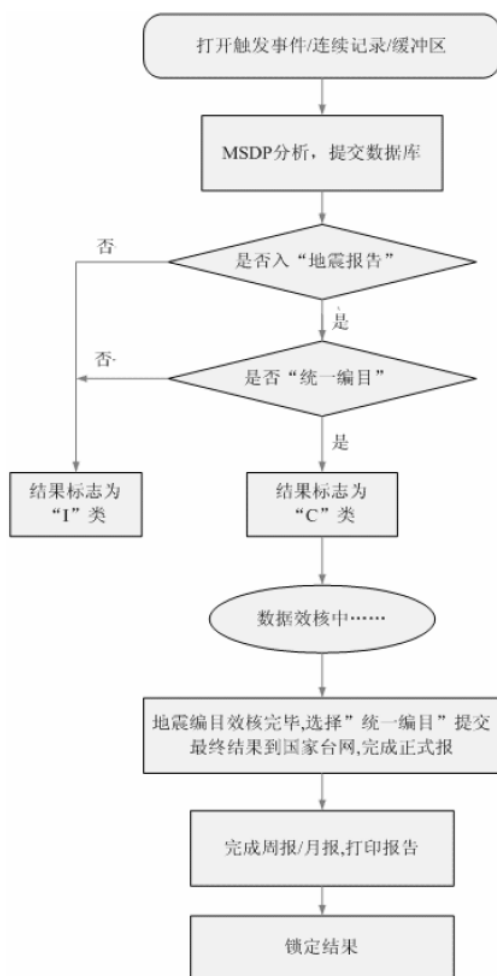 打开触发事件/连续记录/缓冲区
MSDP分析，提交数据库
否
是否入“地震报告”
是
否
是否“统一编目”
是
结果标志为
“I”类
结果标志为
“C”类
数据效核中……
地震编目效核完毕,选择”统一编目”提交
最终结果到国家台网,完成正式报
完成周报/月报,打印报告
锁定结果